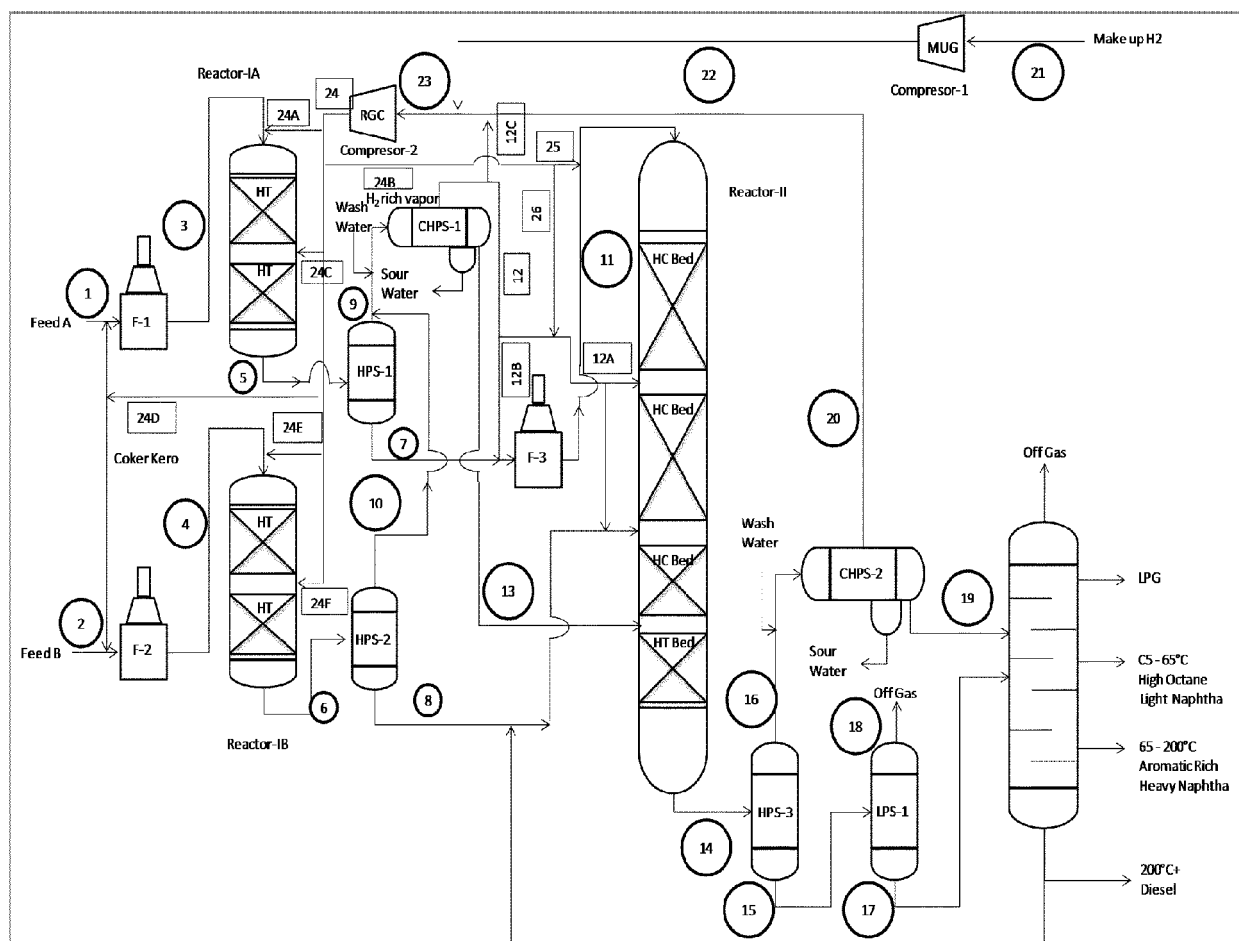 Make up H2
MUG
21
22
Compresor-1
Reactor-IA
24
23
24A
RGC
12C
Compresor-2
25
24B
H2 rich vapor
Wash
Water
CHPS-1
26
Reactor-II
HT
3
HC Bed
11
Sour
Water
12
24C
HT
1
Feed A
F-1
9
12A
12B
5
HPS-1
20
24D
24E
7
F-3
HC Bed
Coker Kero
Off Gas
4
10
HT
Wash
Water
CHPS-2
LPG
HC Bed
13
19
2
Feed B
F-2
HT
24F
HPS-2
HT Bed
Sour
Water
C5 - 65°C
High Octane
Light Naphtha
6
8
16
Off Gas
18
Reactor-IB
65 - 200°C
Aromatic Rich
Heavy Naphtha
HPS-3
LPS-1
14
15
17
200°C+
Diesel